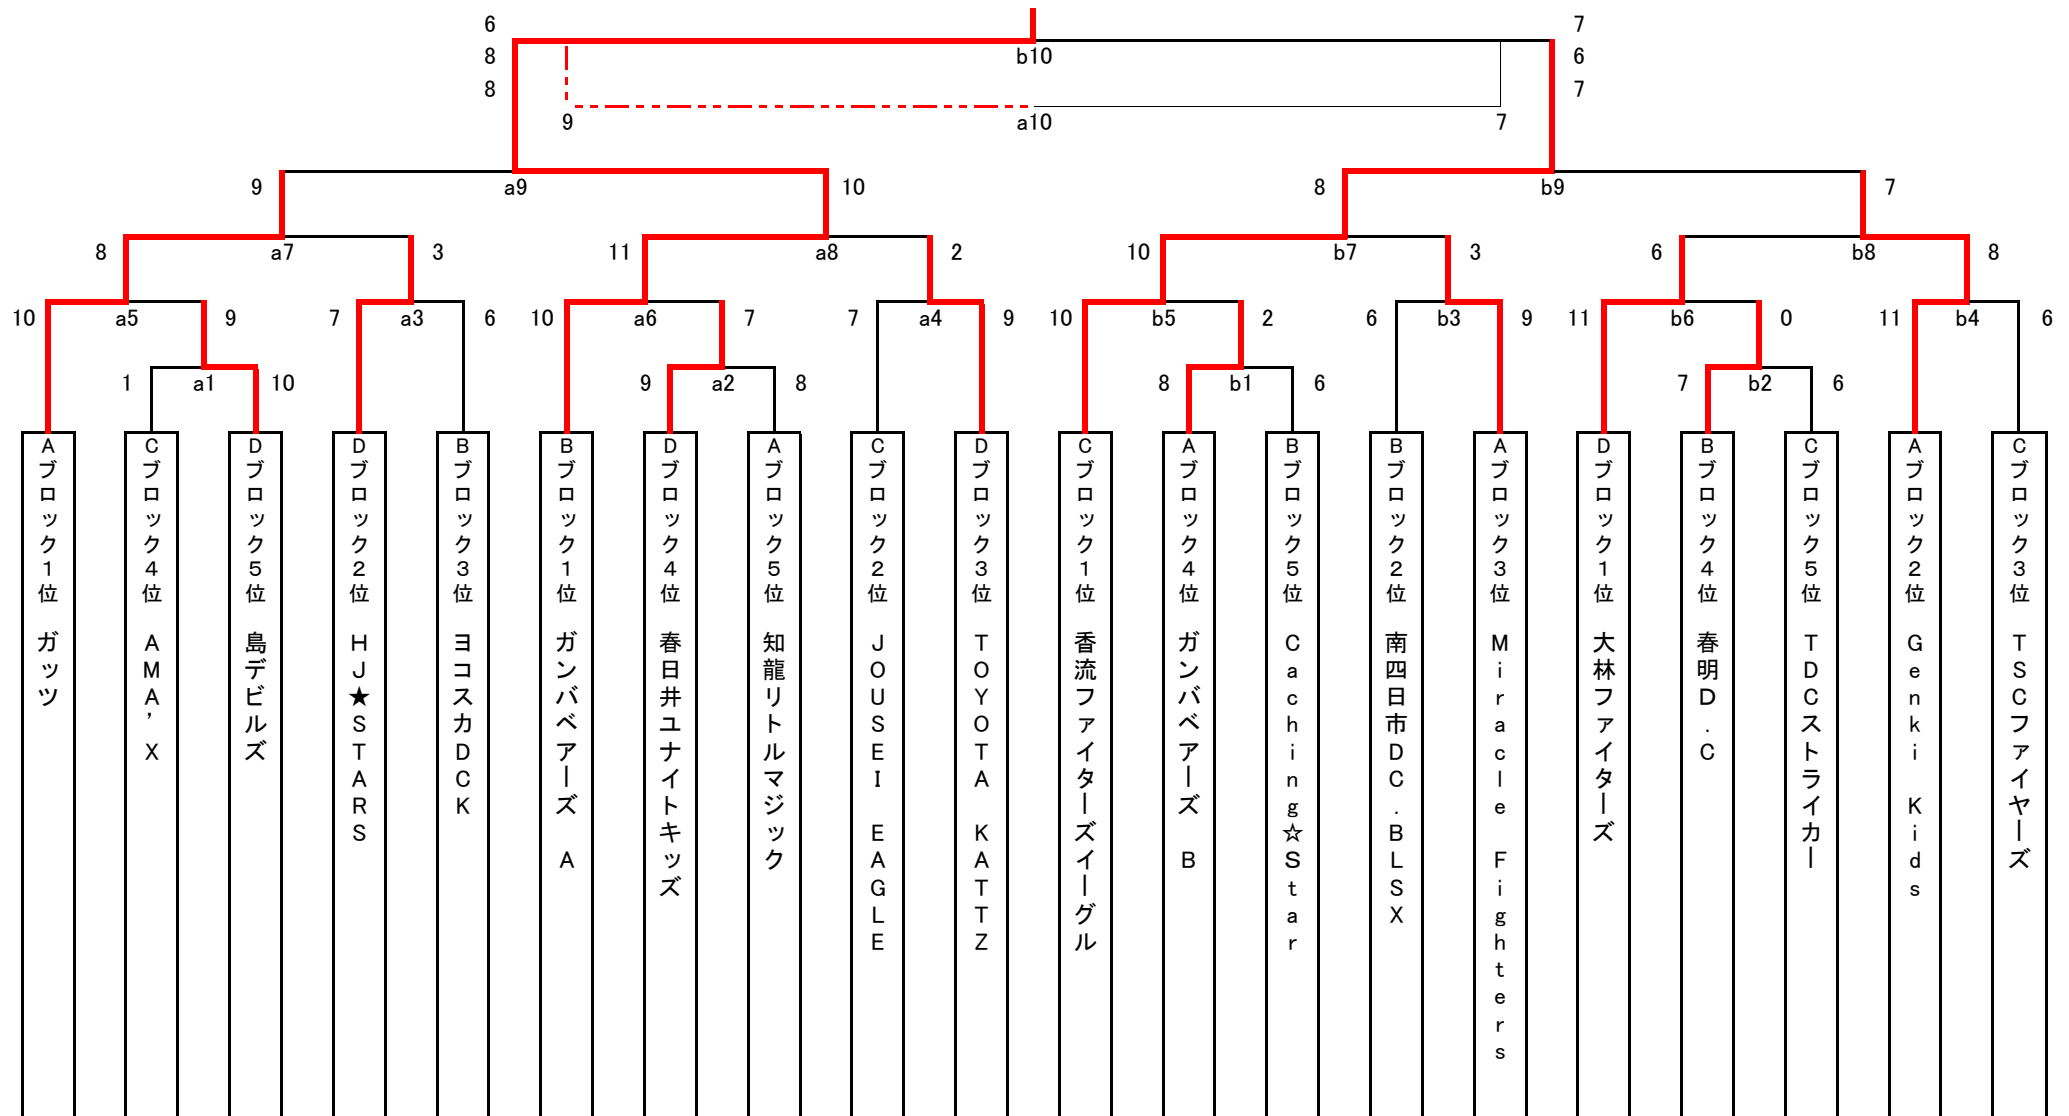 6 7
8 b10 6
8 7
9 a10 7
9 a9 10 8 b9 7
8 a7 3 11 a8 2 10 b7 3 6 b8 8
10 a5 9 7 a3 6 10 a6 7 7 a4 9 10 b5 2 6 b3 9 11 b6 0 11 b4 6
1 a1 10 9 a2 8 8 b1 6 7 b2 6
Aブロック1位 ガッツ
Cブロック4位 AMA’X
Dブロック5位 島デビルズ
Dブロック2位 HJ★STARS
Bブロック3位 ヨコスカDCK
Bブロック1位 ガンバベアーズ A
Dブロック4位 春日井ユナイトキッズ
Aブロック5位 知龍リトルマジック
Cブロック2位 JOUSEI EAGLE
Dブロック3位 TOYOTA KATTZ
Cブロック1位 香流ファイターズイーグル
Aブロック4位 ガンバベアーズ B
Bブロック5位 Caching☆Star
Bブロック2位 南四日市DC.BLSX
Aブロック3位 Miracle Fighters
Dブロック1位 大林ファイターズ
Bブロック4位 春明D.C
Cブロック5位 TDCストライカー
Aブロック2位 Genki Kids
Cブロック3位 TSCファイヤーズ